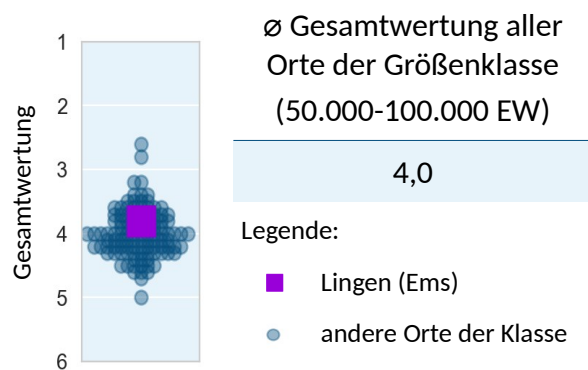 Gesamtwertung
1
2
3
4
5
6
⌀ Gesamtwertung aller
Orte der Größenklasse
(50.000-100.000 EW)
4,0
Legende:
Lingen (Ems)
andere Orte der Klasse